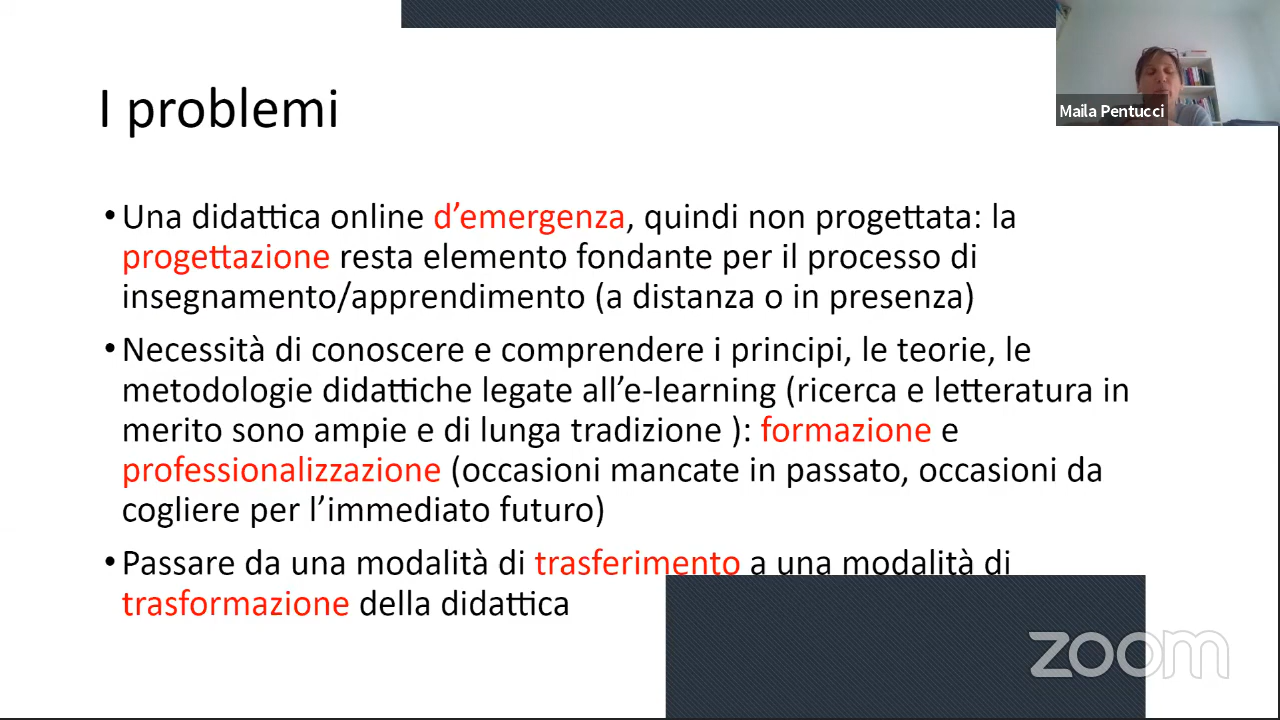 I problemi
Maila Pentucci
• Una didattica online d’emergenza, quindi non progettata: la
progettazione resta elemento fondante per il processo di
insegnamento/apprendimento (a distanza o in presenza)
• Necessità di conoscere e comprendere i principi, le teorie, le
metodologie didattiche legate all’e-learning (ricerca e letteratura in
merito sono ampie e di lunga tradizione ): formazione e
professionalizzazione (occasioni mancate in passato, occasioni da
cogliere per l’immediato futuro)
• Passare da una modalità di trasferimento a una modalità di
trasformazione della didattica
zoom